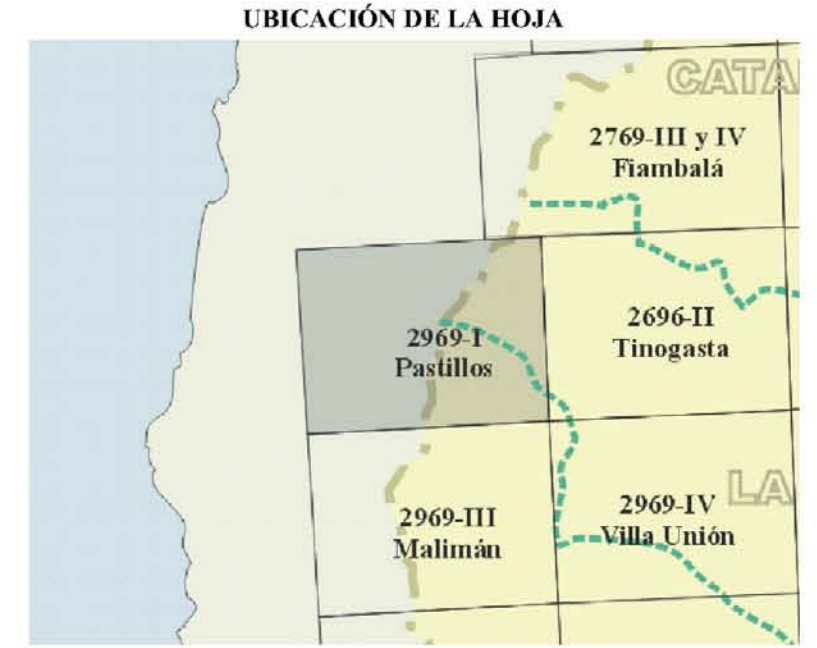 UBICACIÓN DE LA HOJA
CATA
2769-III y IV
Fiambalá
2696-II
Tinogasta
2969-I
Pastillos
LA
2969-IV
Villa Unión
2969-III
Malimán